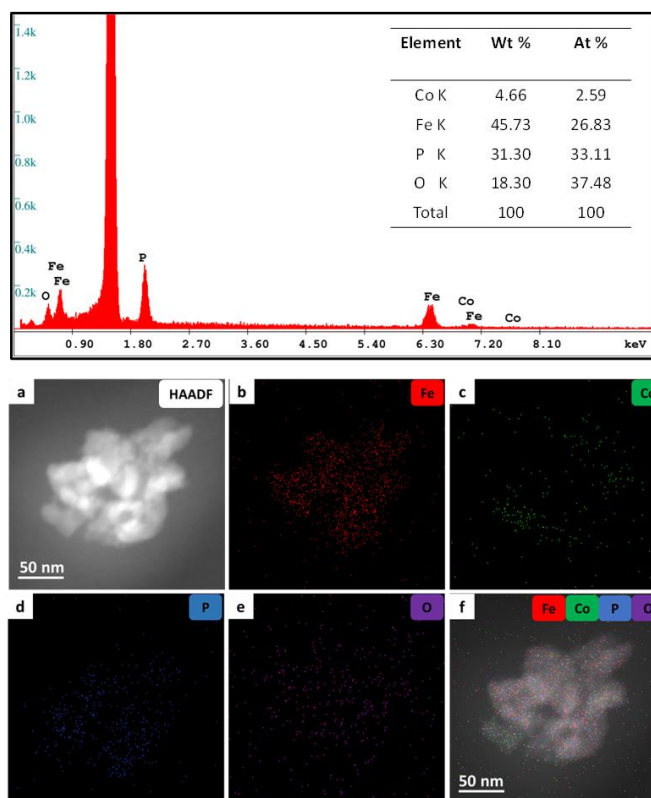 1.4k
1.2k
1.0k
0.8k
0.6k
0.4k
0.2k
Fe
Fe
O
P
Fe
Co
Fe
Co
0.90 1.80 2.70 3.60 4.50 5.40 6.30 7.20 8.10 keV
Element Wt % At %
Co K 4.66 2.59
Fe K 45.73 26.83
P K 31.30 33.11
O K 18.30 37.48
Total 100 100
a HAADF
50 nm
b Fe
c Co
d P
e O
f Fe Co P O
50 nm